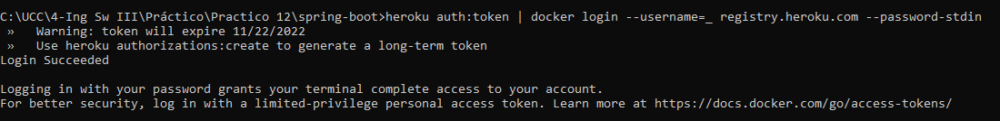 C:\UCC\4-Ing Sw III\Práctico\Practico 12\spring-boot>heroku auth:token | docker login --username=_ registry.heroku.com --password-stdin
»   Warning: token will expire 11/22/2022
»   Use heroku authorizations:create to generate a long-term token
Login Succeeded
Logging in with your password grants your terminal complete access to your account.
For better security, log in with a limited-privilege personal access token. Learn more at https://docs.docker.com/go/access-tokens/